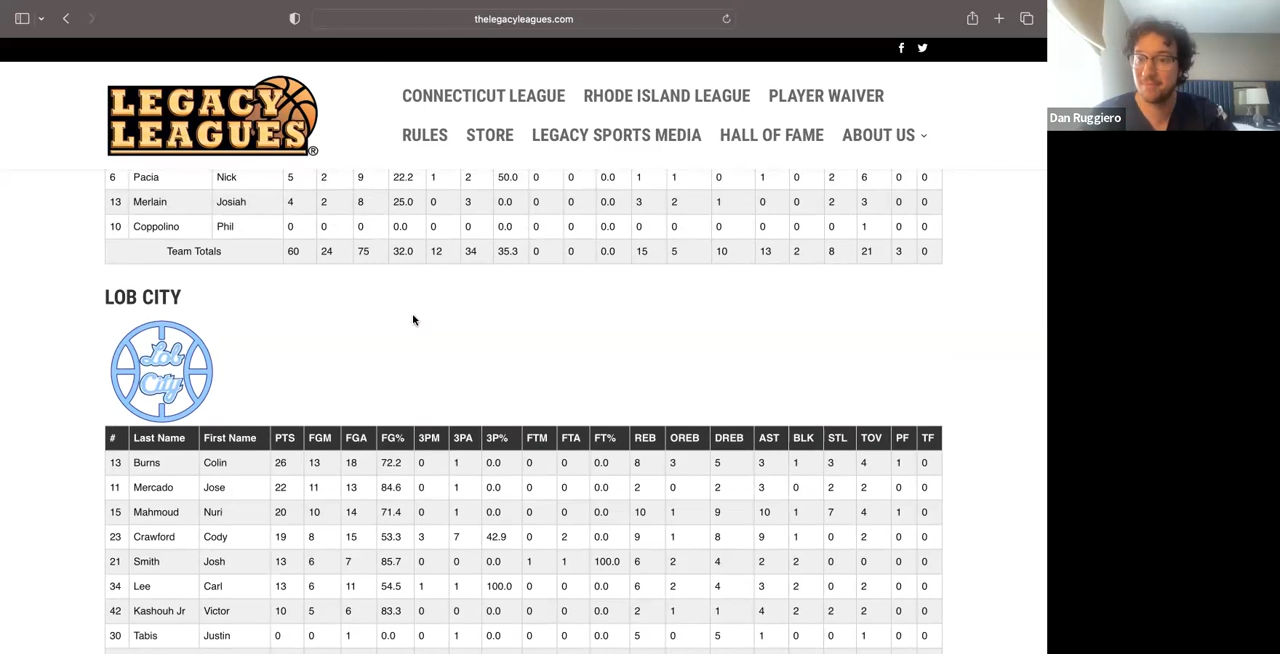 thelegacyleagues.com
LEGACY LEAGUES®
CONNECTICUT LEAGUE RHODE ISLAND LEAGUE PLAYER WAIVER
RULES STORE LEGACY SPORTS MEDIA HALL OF FAME ABOUT US
Dan Ruggiero
6 Pacia Nick 5 2 9 22.2 1 2 50.0 0 0 0.0 1 1 0 1 0 2 6 0 0
13 Merlain Josiah 4 2 8 25.0 0 3 0.0 0 0 0.0 3 2 1 0 0 2 3 0 0
10 Coppolino Phil 0 0 0 0.0 0 0 0.0 0 0 0.0 0 0 0 0 0 0 1 0 0
Team Totals 60 24 75 32.0 12 34 35.3 0 0 0.0 15 5 10 13 2 8 21 3 0
LOB CITY
Lob
City
# Last Name First Name PTS FGM FGA FG% 3PM 3PA 3P% FTM FTA FT% REB OREB DREB AST BLK STL TOV PF TF
13 Burns Colin 26 13 18 72.2 0 1 0.0 0 0 0.0 8 3 5 3 1 3 4 1 0
11 Mercado Jose 22 11 13 84.6 0 1 0.0 0 0 0.0 2 0 2 3 0 2 2 0 0
15 Mahmoud Nuri 20 10 14 71.4 0 1 0.0 0 0 0.0 10 1 9 10 1 7 4 1 0
23 Crawford Cody 19 8 15 53.3 3 7 42.9 0 2 0.0 9 1 8 9 1 0 2 0 0
21 Smith Josh 13 6 7 85.7 0 0 0.0 1 1 100.0 6 2 4 2 2 0 0 0 0
34 Lee Carl 13 6 11 54.5 1 1 100.0 0 0 0.0 6 2 4 3 2 0 2 0 0
42 Kashouh Jr Victor 10 5 6 83.3 0 0 0.0 0 0 0.0 2 1 1 4 2 2 2 0 0
30 Tabis Justin 0 0 1 0.0 0 1 0.0 0 0 0.0 5 0 5 1 0 0 1 0 0